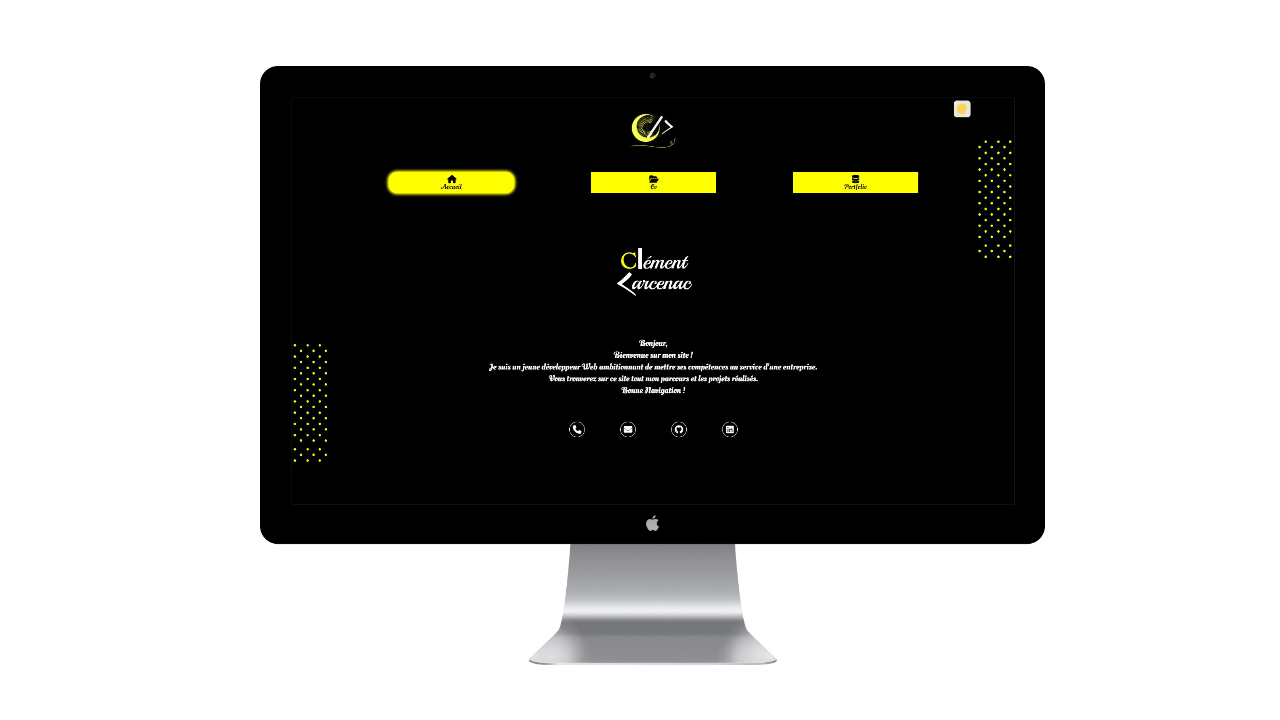 Accueil
Cv
Portfolio
Clément
Larcenac
Bonjour,
Bienvenue sur mon site !
Je suis un jeune développeur Web ambitionnant de mettre ses compétences au service d'une entreprise.
Vous trouverez sur ce site tout mon parcours et les projets réalisés.
Bonne Navigation !